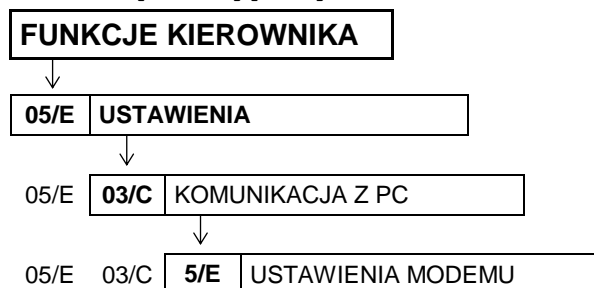 FUNKCJE KIEROWNIKA
05/E USTAWIENIA
05/E 03/C KOMUNIKACJA Z PC
05/E 03/C 5/E USTAWIENIA MODEMU